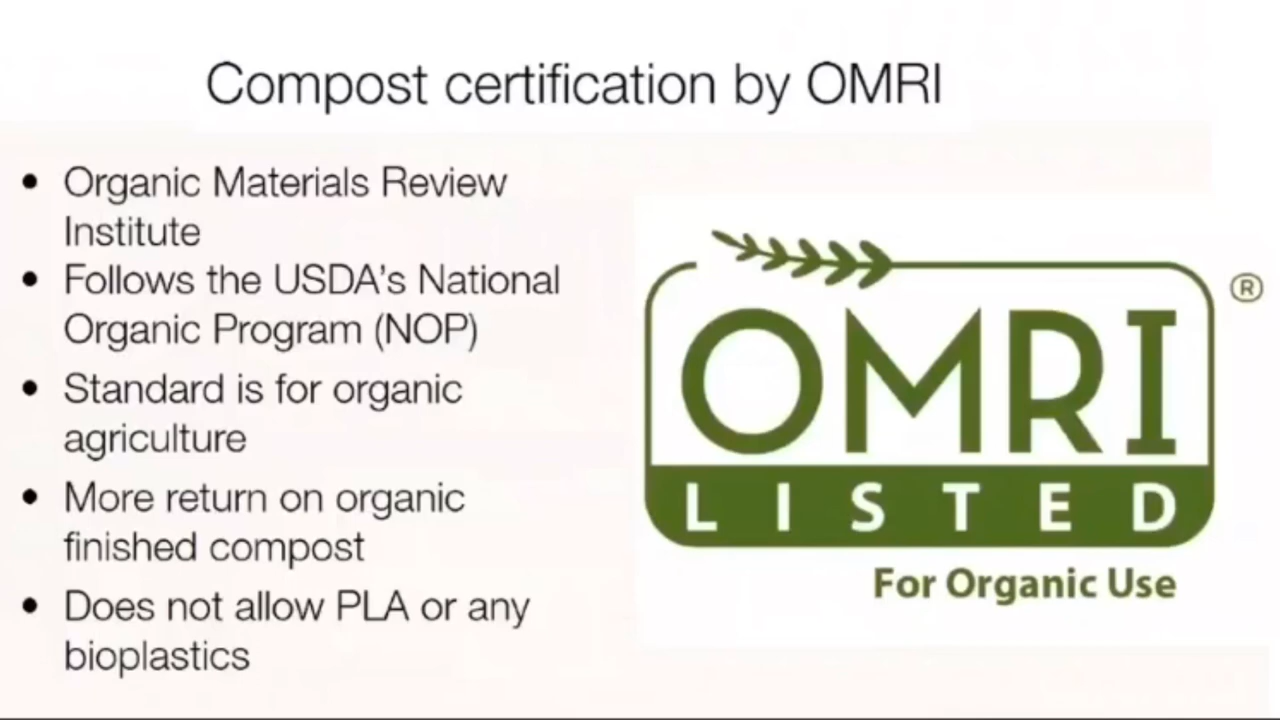 Compost certification by OMRI
• Organic Materials Review
Institute
• Follows the USDA's National
Organic Program (NOP)
• Standard is for organic
agriculture
• More return on organic
finished compost
• Does not allow PLA or any
bioplastics
OMRI
®
LISTED
For Organic Use